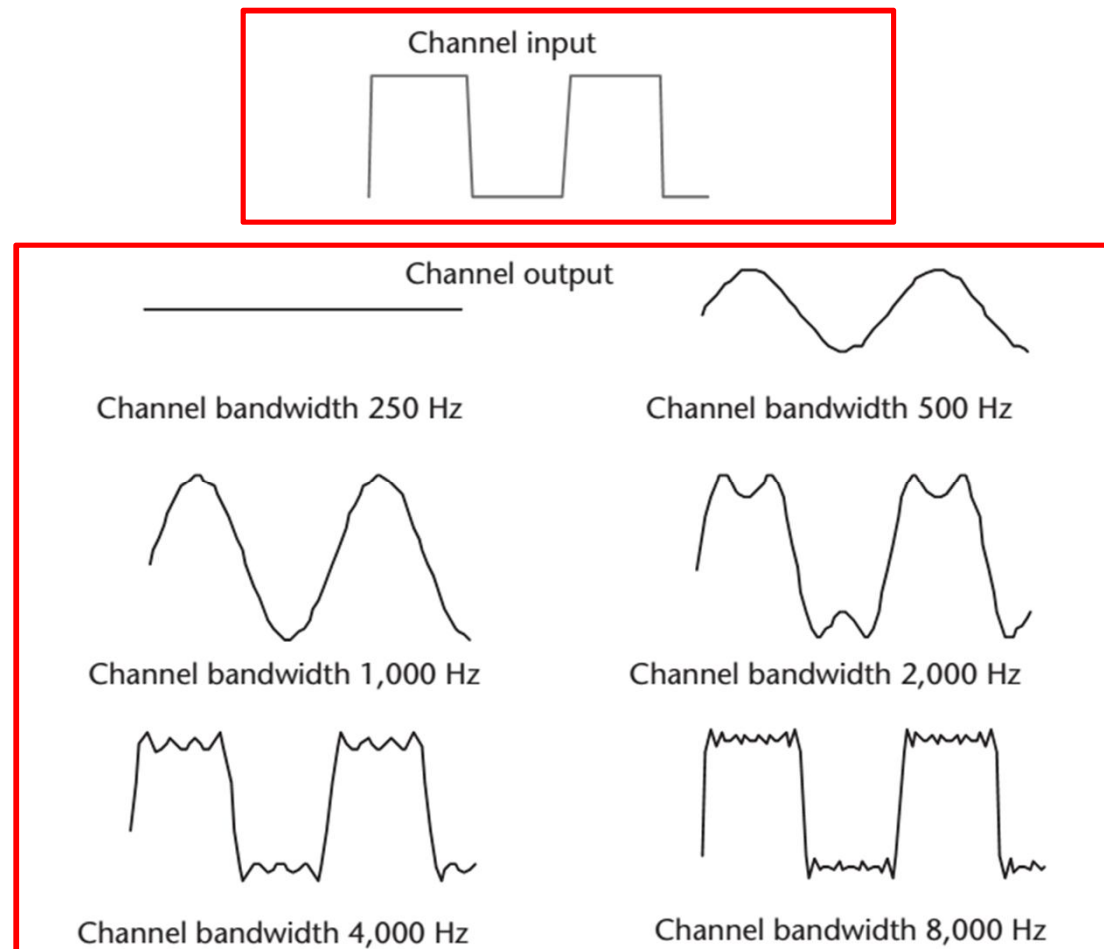 Channel input
Channel output
Channel bandwidth 250 Hz
Channel bandwidth 500 Hz
Channel bandwidth 1,000 Hz
Channel bandwidth 2,000 Hz
Channel bandwidth 4,000 Hz
Channel bandwidth 8,000 Hz